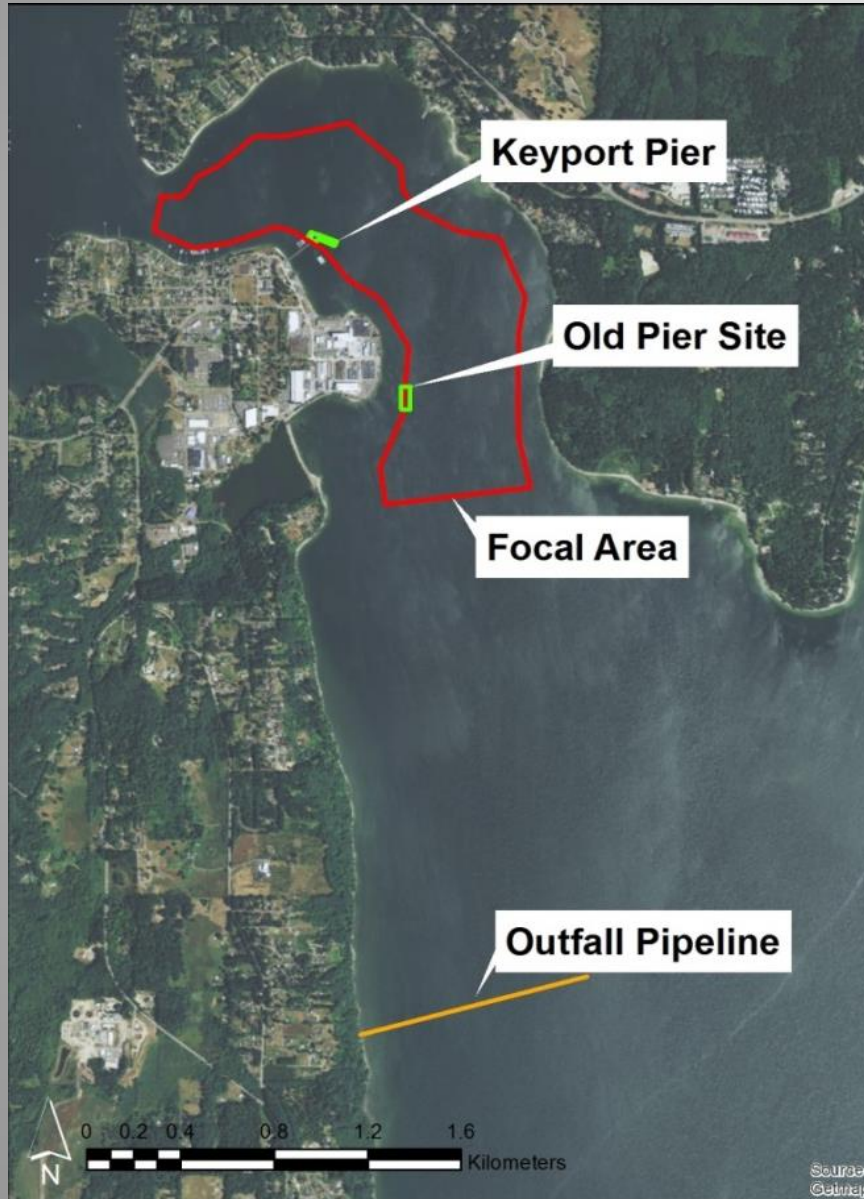 Keyport Pier
Old Pier Site
Focal Area
Outfall Pipeline
0 0.2 0.4 0.8 1.2 1.6
Kilometers
N
Source